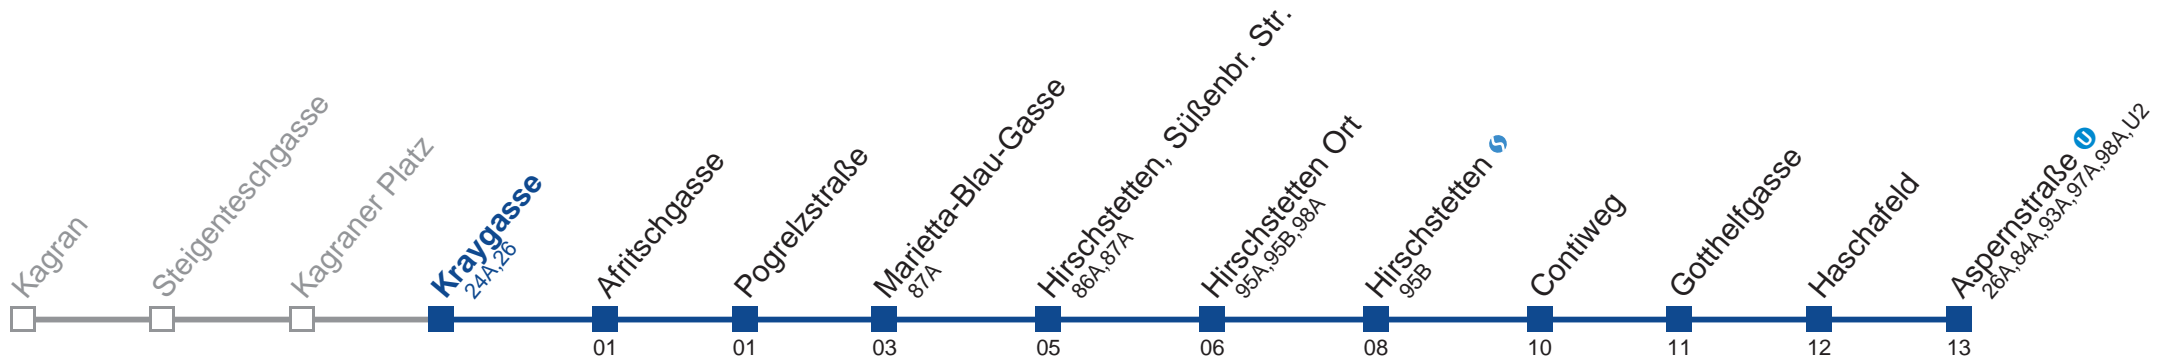 Kagran
Steigenteschgasse
Kagraner Platz
Kraygasse
24A,26
Afritschgasse
Pogrelzstraße
Marietta-Blau-Gasse
87A
Hirschstetten, Süßenbr. Str.
86A,87A
Hirschstetten Ort
95A,95B,98A
Hirschstetten
95B
Contiweg
Gotthelfgasse
Haschafeld
Aspernstraße U
26A,84A,93A,97A,98A,U2
01 01 03 05 06 08 10 11 12 13